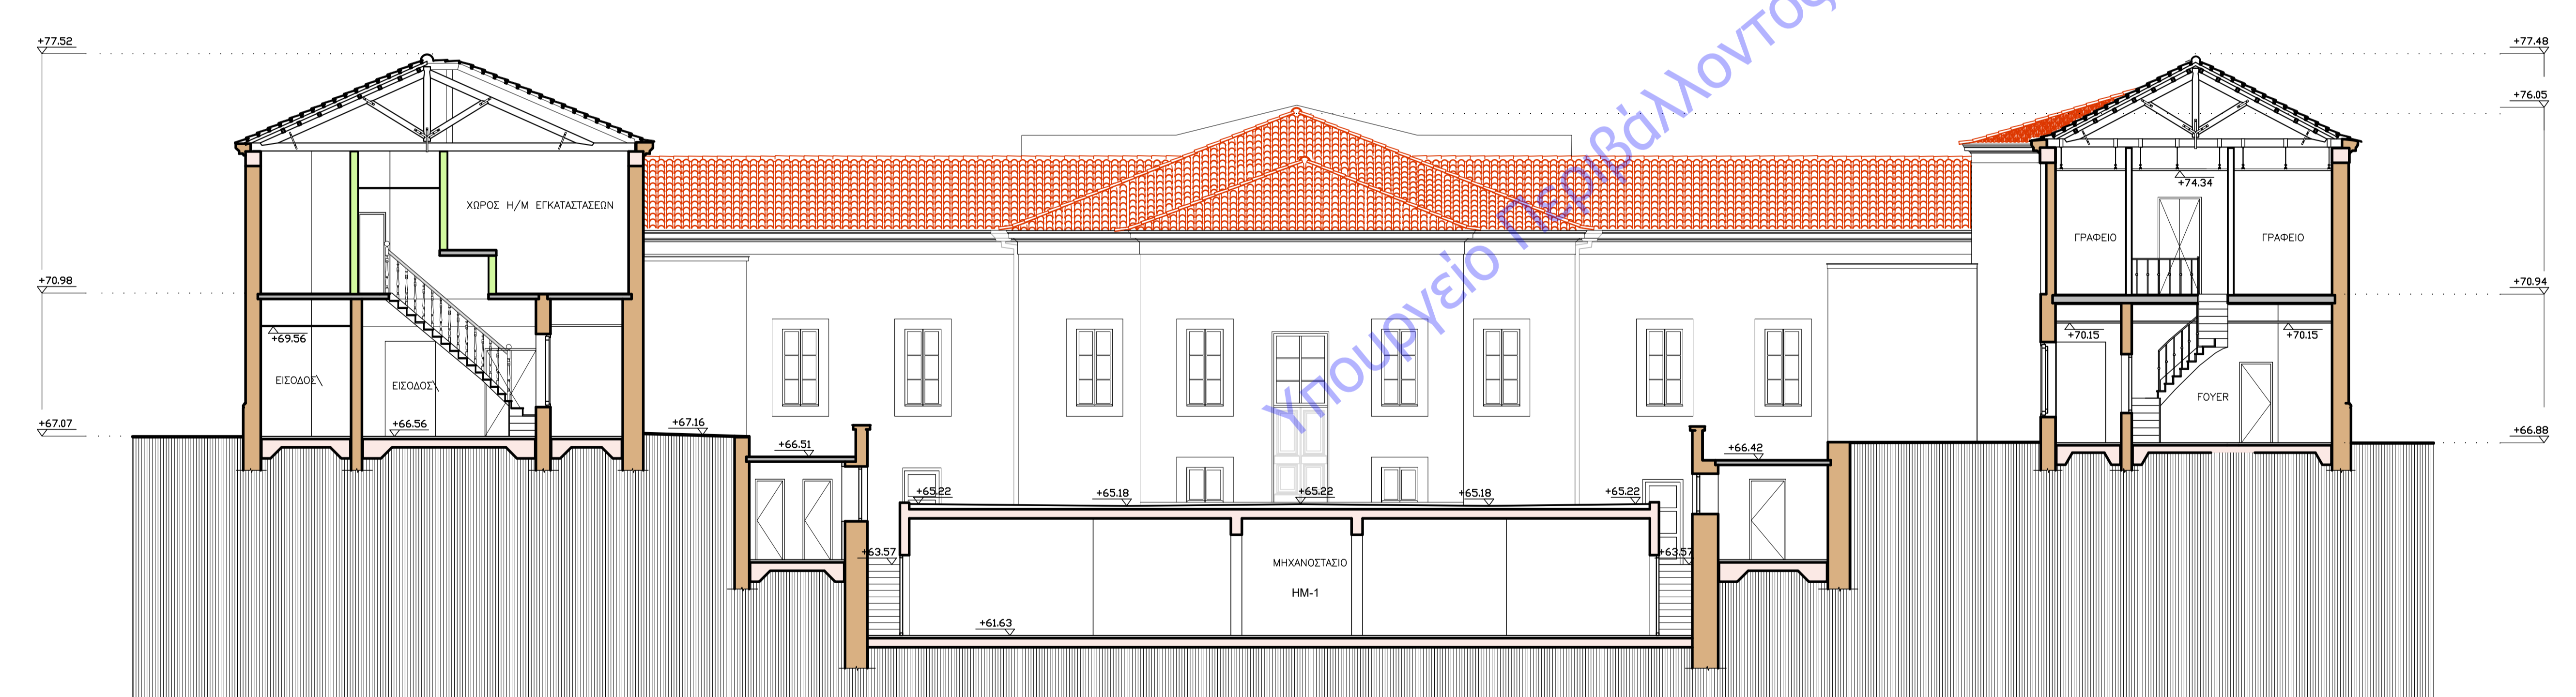 +77.52
+77.48
+76.05
Υπουργείο Περιβάλλοντος
ΧΩΡΟΣ Η/Μ ΕΓΚΑΤΑΣΤΑΣΕΩΝ
+74.34
ΓΡΑΦΕΙΟ
ΓΡΑΦΕΙΟ
+70.98
+70.94
+69.56
+70.15
+70.15
ΕΙΣΟΔΟΣ\
ΕΙΣΟΔΟΣ\
FOYER
+67.07
+66.56
+67.16
+66.88
+66.51
+66.42
+65.22
+65.18
+65.22
+65.18
+65.22
+63.57
+63.57
ΜΗΧΑΝΟΣΤΑΣΙΟ
ΗΜ-1
+61.63